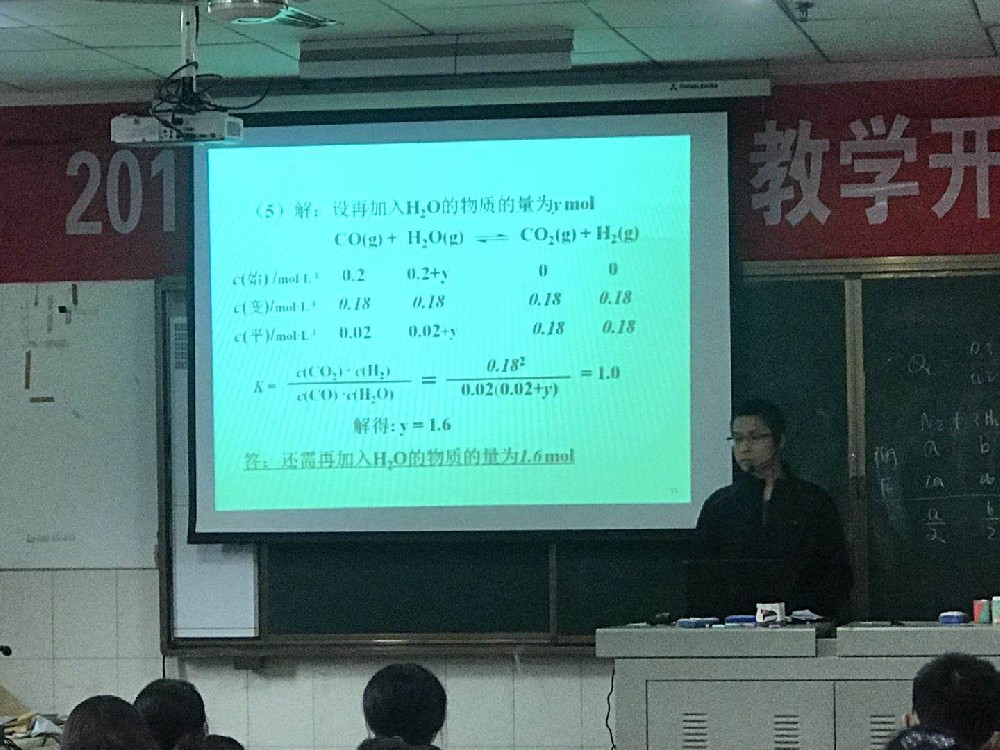 201
教学开
（5）解：设再加入H₂O的物质的量为y mol
CO(g) + H₂O(g) ⇌ CO₂(g) + H₂(g)
c(始)/mol·L⁻¹ 0.2 0.2+y 0 0
c(变)/mol·L⁻¹ 0.18 0.18 0.18 0.18
c(平)/mol·L⁻¹ 0.02 0.02+y 0.18 0.18
K = c(CO₂)·c(H₂) / c(CO)·c(H₂O) = 0.18² / 0.02(0.02+y) = 1.0
解得: y = 1.6
答：还需再加入H₂O的物质的量为1.6mol
N₂ +
a b
a/2 b/2